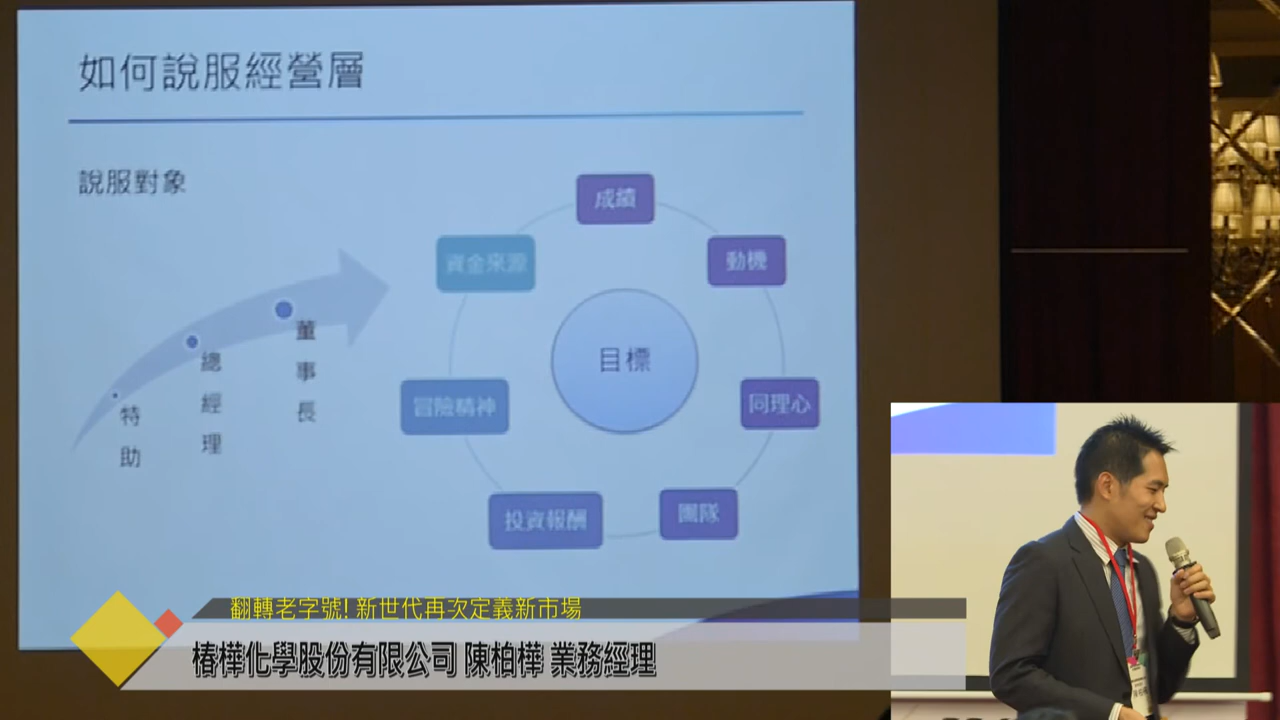 如何說服經營層
說服對象
特助
總經理
董事長
成績
動機
同理心
團隊
投資報酬
冒險精神
資金來源
目標
翻轉老字號! 新世代再次定義新市場
椿樺化學股份有限公司 陳柏樺 業務經理